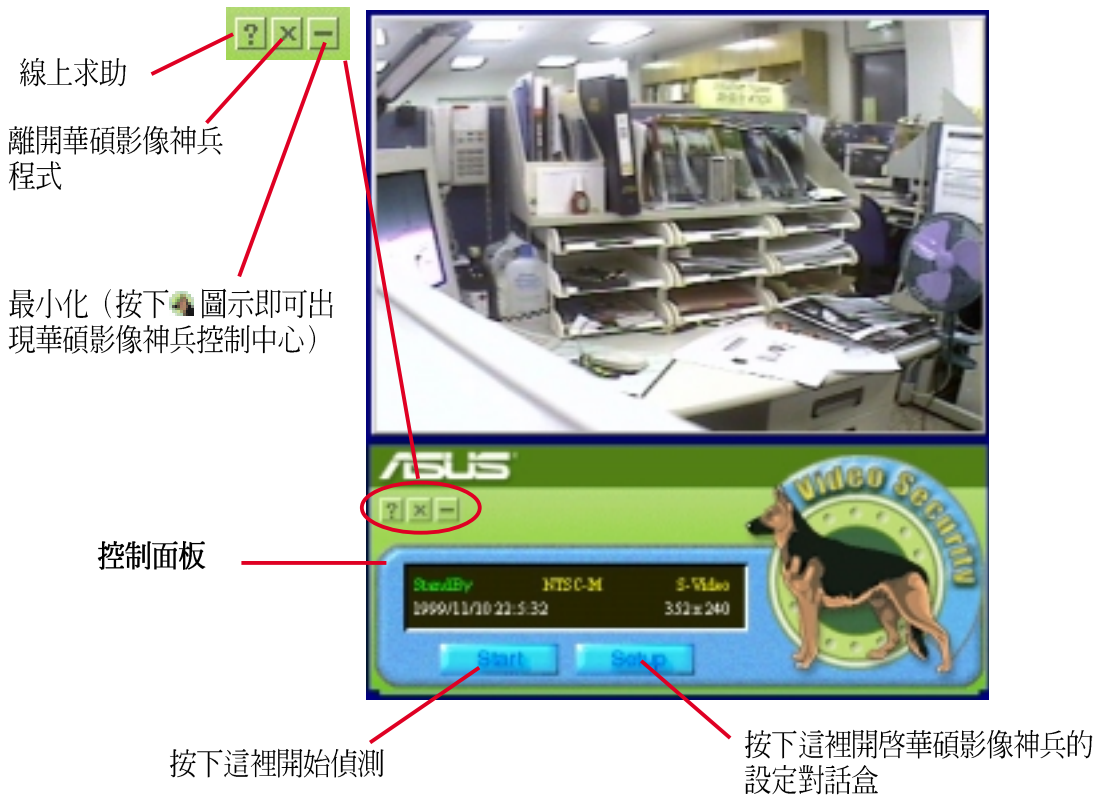 ? × −
線上求助
離開華碩影像神兵
程式
最小化（按下 圖示即可出
現華碩影像神兵控制中心）
ASUS
Video Security
? × −
控制面板
StandBy NTSC-M S-Video
1999/11/10 22:5:32 352 x 240
Start Setup
按下這裡開始偵測
按下這裡開啓華碩影像神兵的
設定對話盒